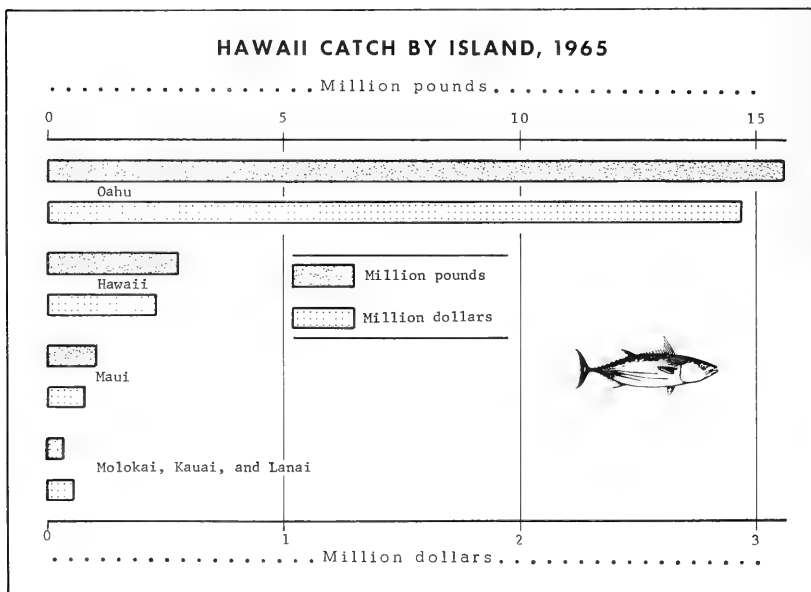 HAWAII CATCH BY ISLAND, 1965
Million pounds
0 5 10 15
Oahu
Hawaii
Million pounds
Million dollars
Maui
Molokai, Kauai, and Lanai
0 1 2 3
Million dollars